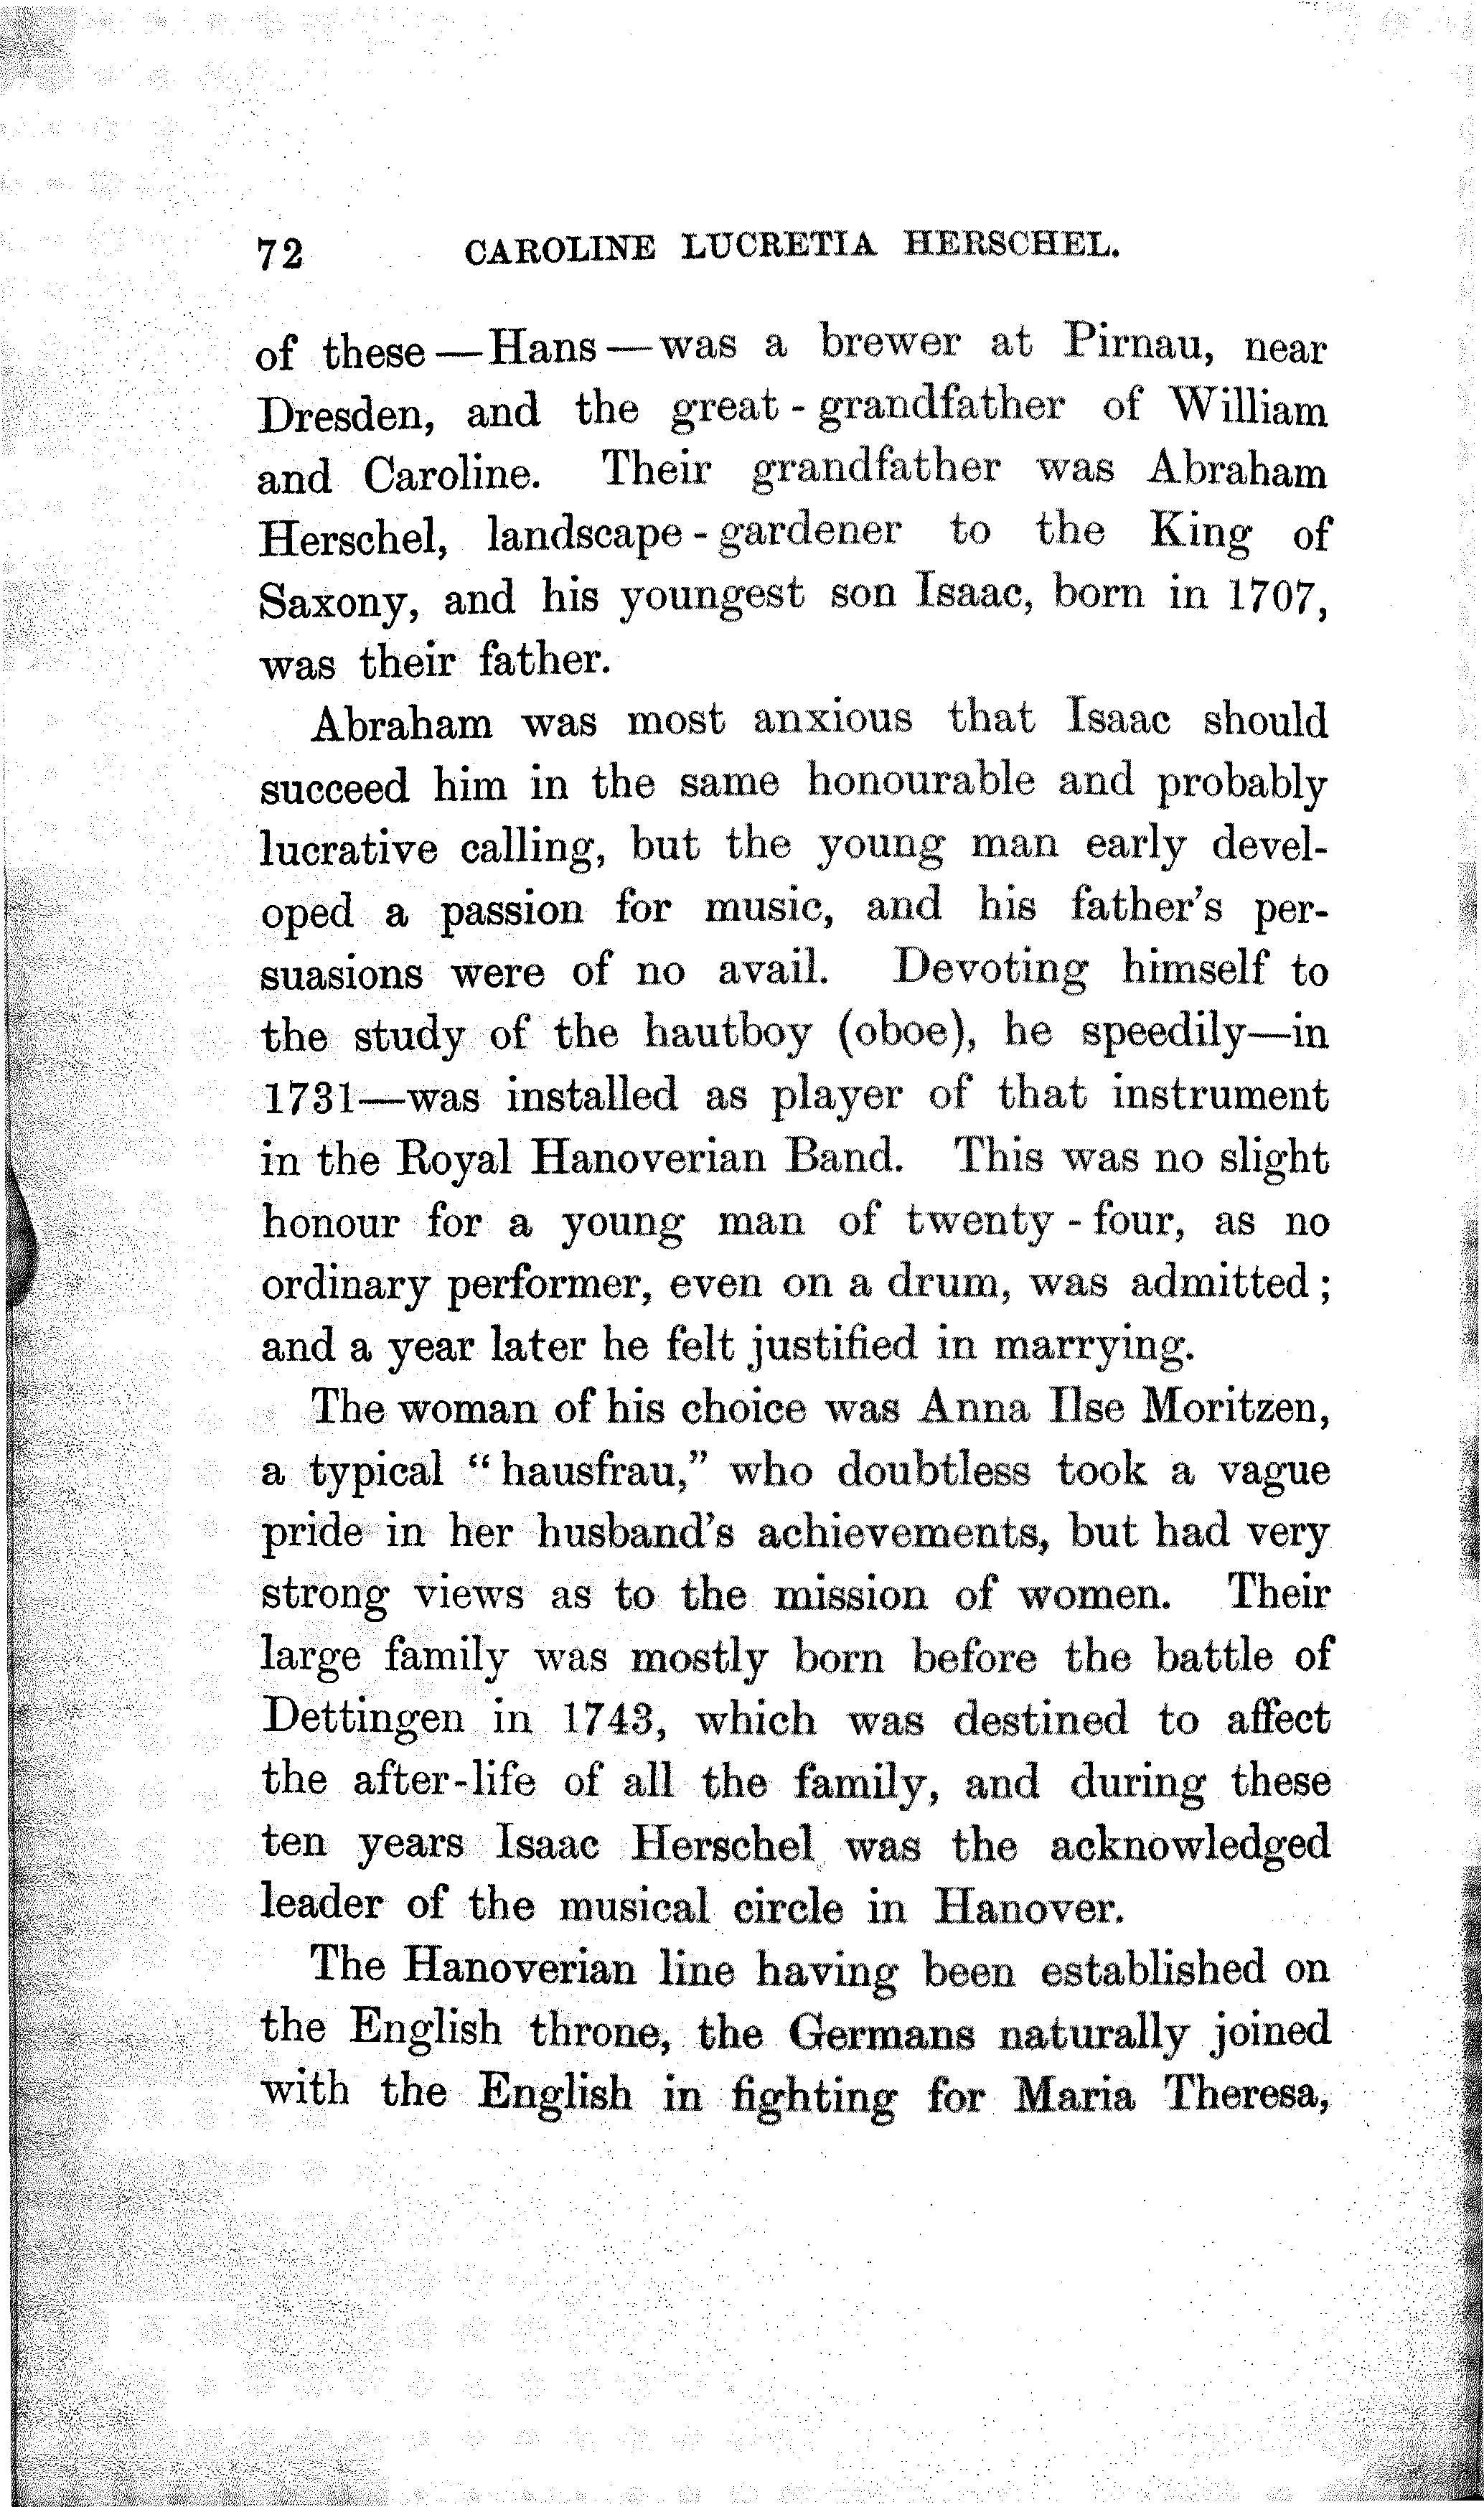 72 CAROLINE LUCRETIA HERSCHEL.
of these—Hans—was a brewer at Pirnau, near
Dresden, and the great-grandfather of William
and Caroline. Their grandfather was Abraham
Herschel, landscape-gardener to the King of
Saxony, and his youngest son Isaac, born in 1707,
was their father.
Abraham was most anxious that Isaac should
succeed him in the same honourable and probably
lucrative calling, but the young man early devel-
oped a passion for music, and his father's per-
suasions were of no avail. Devoting himself to
the study of the hautboy (oboe), he speedily—in
1731—was installed as player of that instrument
in the Royal Hanoverian Band. This was no slight
honour for a young man of twenty-four, as no
ordinary performer, even on a drum, was admitted;
and a year later he felt justified in marrying.
The woman of his choice was Anna Ilse Moritzen,
a typical "hausfrau," who doubtless took a vague
pride in her husband's achievements, but had very
strong views as to the mission of women. Their
large family was mostly born before the battle of
Dettingen in 1743, which was destined to affect
the after-life of all the family, and during these
ten years Isaac Herschel was the acknowledged
leader of the musical circle in Hanover.
The Hanoverian line having been established on
the English throne, the Germans naturally joined
with the English in fighting for Maria Theresa,